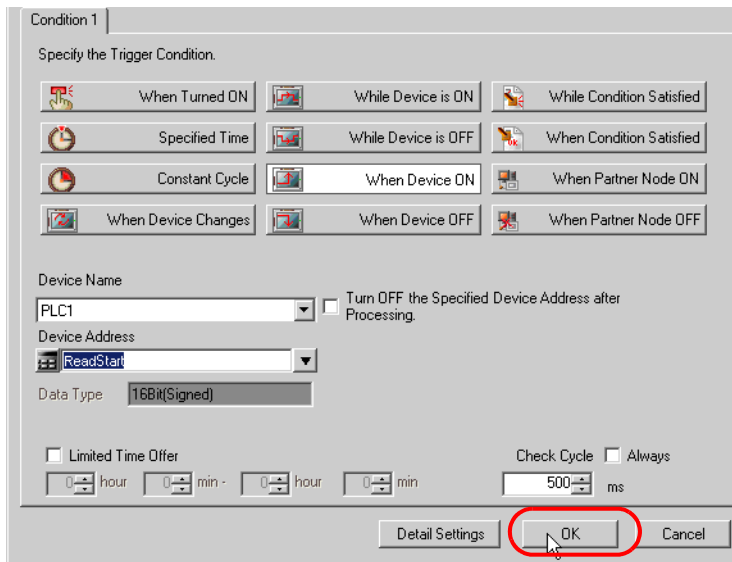 Condition 1
Specify the Trigger Condition.
When Turned ON
While Device is ON
While Condition Satisfied
Specified Time
While Device is OFF
When Condition Satisfied
Constant Cycle
When Device ON
When Partner Node ON
When Device Changes
When Device OFF
When Partner Node OFF
Device Name
PLC1
Turn OFF the Specified Device Address after
Processing.
Device Address
ReadStart
Data Type 16Bit(Signed)
Limited Time Offer
Check Cycle Always
0 hour 0 min - 0 hour 0 min
500 ms
Detail Settings OK Cancel